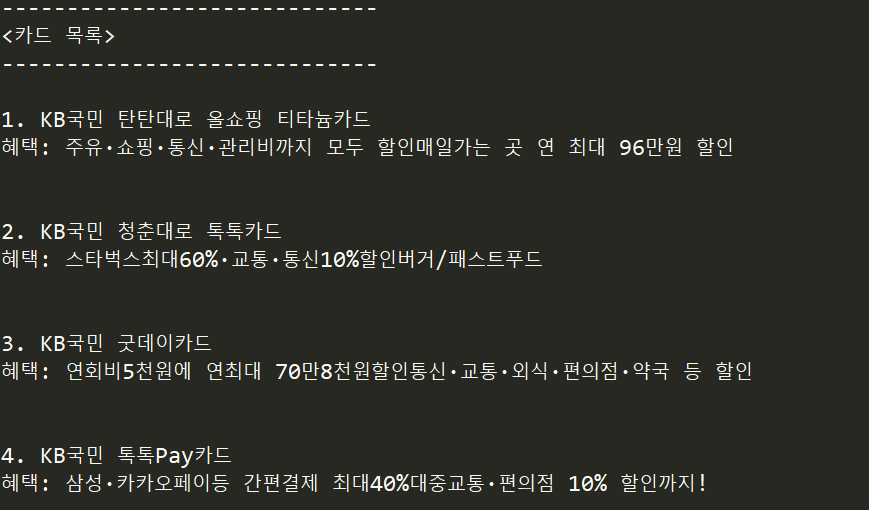 -----------------------------
<카드 목록>
-----------------------------
1. KB국민 탄탄대로 올쇼핑 티타늄카드
혜택: 주유·쇼핑·통신·관리비까지 모두 할인매일가는 곳 연 최대 96만원 할인
2. KB국민 청춘대로 톡톡카드
혜택: 스타벅스최대60%·교통·통신10%할인버거/패스트푸드
3. KB국민 굿데이카드
혜택: 연회비5천원에 연최대 70만8천원할인통신·교통·외식·편의점·약국 등 할인
4. KB국민 톡톡Pay카드
혜택: 삼성·카카오페이등 간편결제 최대40%대중교통·편의점 10% 할인까지!